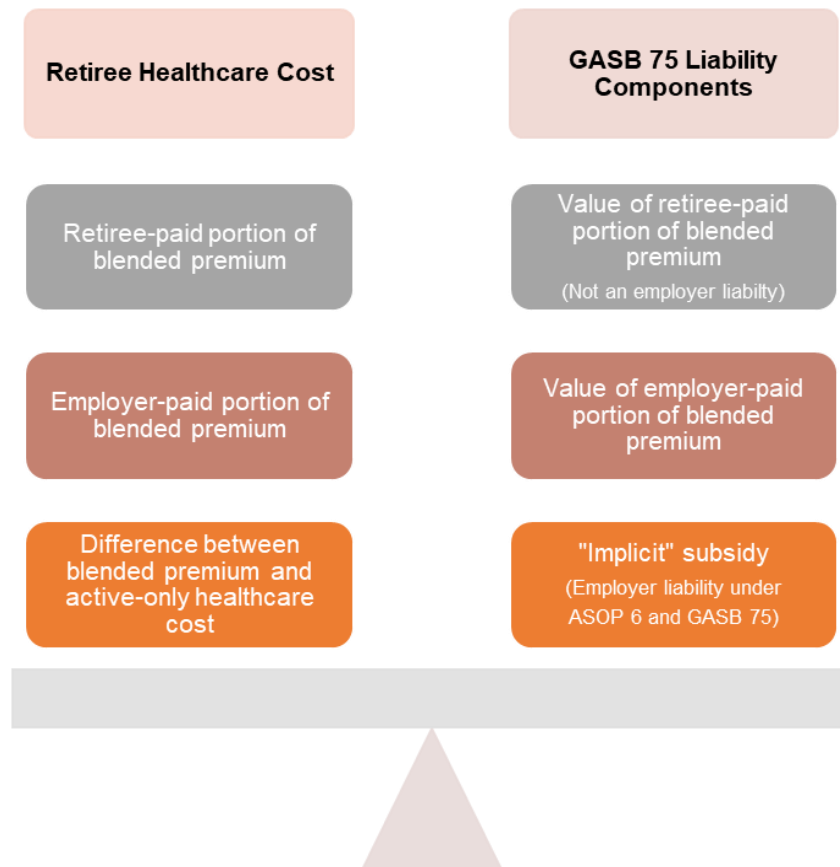 Retiree Healthcare Cost
GASB 75 Liability
Components
Retiree-paid portion of
blended premium
Value of retiree-paid
portion of blended
premium
(Not an employer liabilty)
Employer-paid portion of
blended premium
Value of employer-paid
portion of blended
premium
Difference between
blended premium and
active-only healthcare
cost
"Implicit" subsidy
(Employer liability under
ASOP 6 and GASB 75)